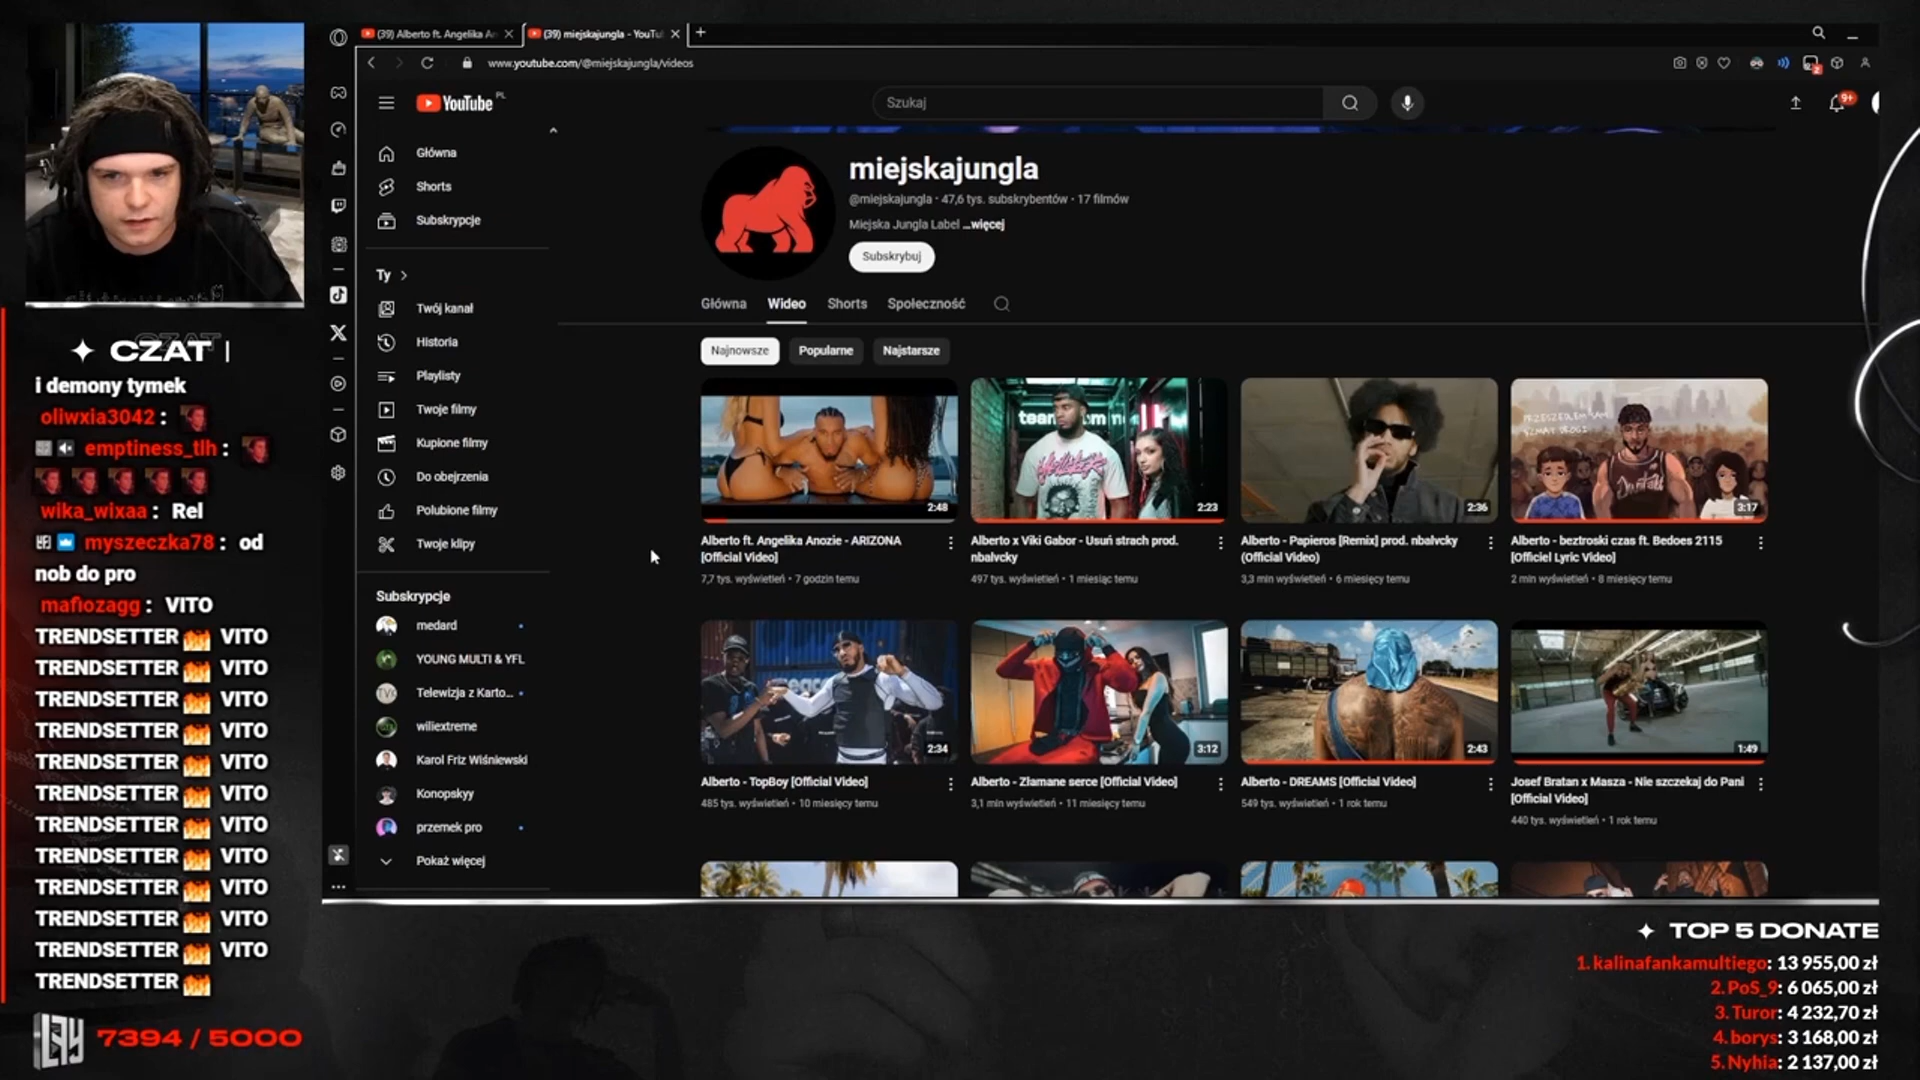 (39) Alberto ft. Angelika An
(39) miejskajungla - YouTu
www.youtube.com/@miejskajungla/videos
YouTube PL
Szukaj
9+
2
Główna
Shorts
Subskrypcje
Ty
Twój kanał
Historia
Playlisty
Twoje filmy
Kupione filmy
Do obejrzenia
Polubione filmy
Twoje klipy
Subskrypcje
medard
YOUNG MULTI & YFL
Telewizja z Karto...
wiliextreme
Karol Friz Wiśniewski
Konopskyy
przemek pro
Pokaż więcej
miejskajungla
@miejskajungla • 47,6 tys. subskrybentów • 17 filmów
Miejska Jungla Label ...więcej
Subskrybuj
Główna
Wideo
Shorts
Społeczność
Najnowsze
Popularne
Najstarsze
2:48
Alberto ft. Angelika Anozie - ARIZONA
[Official Video]
7,7 tys. wyświetleń • 7 godzin temu
2:23
Alberto x Viki Gabor - Usuń strach prod.
nbalvcky
497 tys. wyświetleń • 1 miesiąc temu
2:36
Alberto - Papieros [Remix] prod. nbalvcky
(Official Video)
3,3 mln wyświetleń • 6 miesięcy temu
3:17
Alberto - beztroski czas ft. Bedoes 2115
[Officiel Lyric Video]
2 mln wyświetleń • 8 miesięcy temu
2:34
Alberto - TopBoy [Official Video]
485 tys. wyświetleń • 10 miesięcy temu
3:12
Alberto - Złamane serce [Official Video]
3,1 mln wyświetleń • 11 miesięcy temu
2:43
Alberto - DREAMS [Official Video]
549 tys. wyświetleń • 1 rok temu
1:49
Josef Bratan x Masza - Nie szczekaj do Pani
[Official Video]
440 tys. wyświetleń • 1 rok temu
CZAT
i demony tymek
oliwxia3042 :
emptiness_tlh :
wika_wixaa : Rel
myszeczka78 : od
nob do pro
mafiozagg : VITO
TRENDSETTER VITO
TRENDSETTER VITO
TRENDSETTER VITO
TRENDSETTER VITO
TRENDSETTER VITO
TRENDSETTER VITO
TRENDSETTER VITO
TRENDSETTER VITO
TRENDSETTER VITO
TRENDSETTER VITO
TRENDSETTER VITO
TRENDSETTER
7394 / 5000
TOP 5 DONATE
1. kalinafankamultiego: 13 955,00 zł
2. PoS_9: 6 065,00 zł
3. Turor: 4 232,70 zł
4. borys: 3 168,00 zł
5. Nyhia: 2 137,00 zł